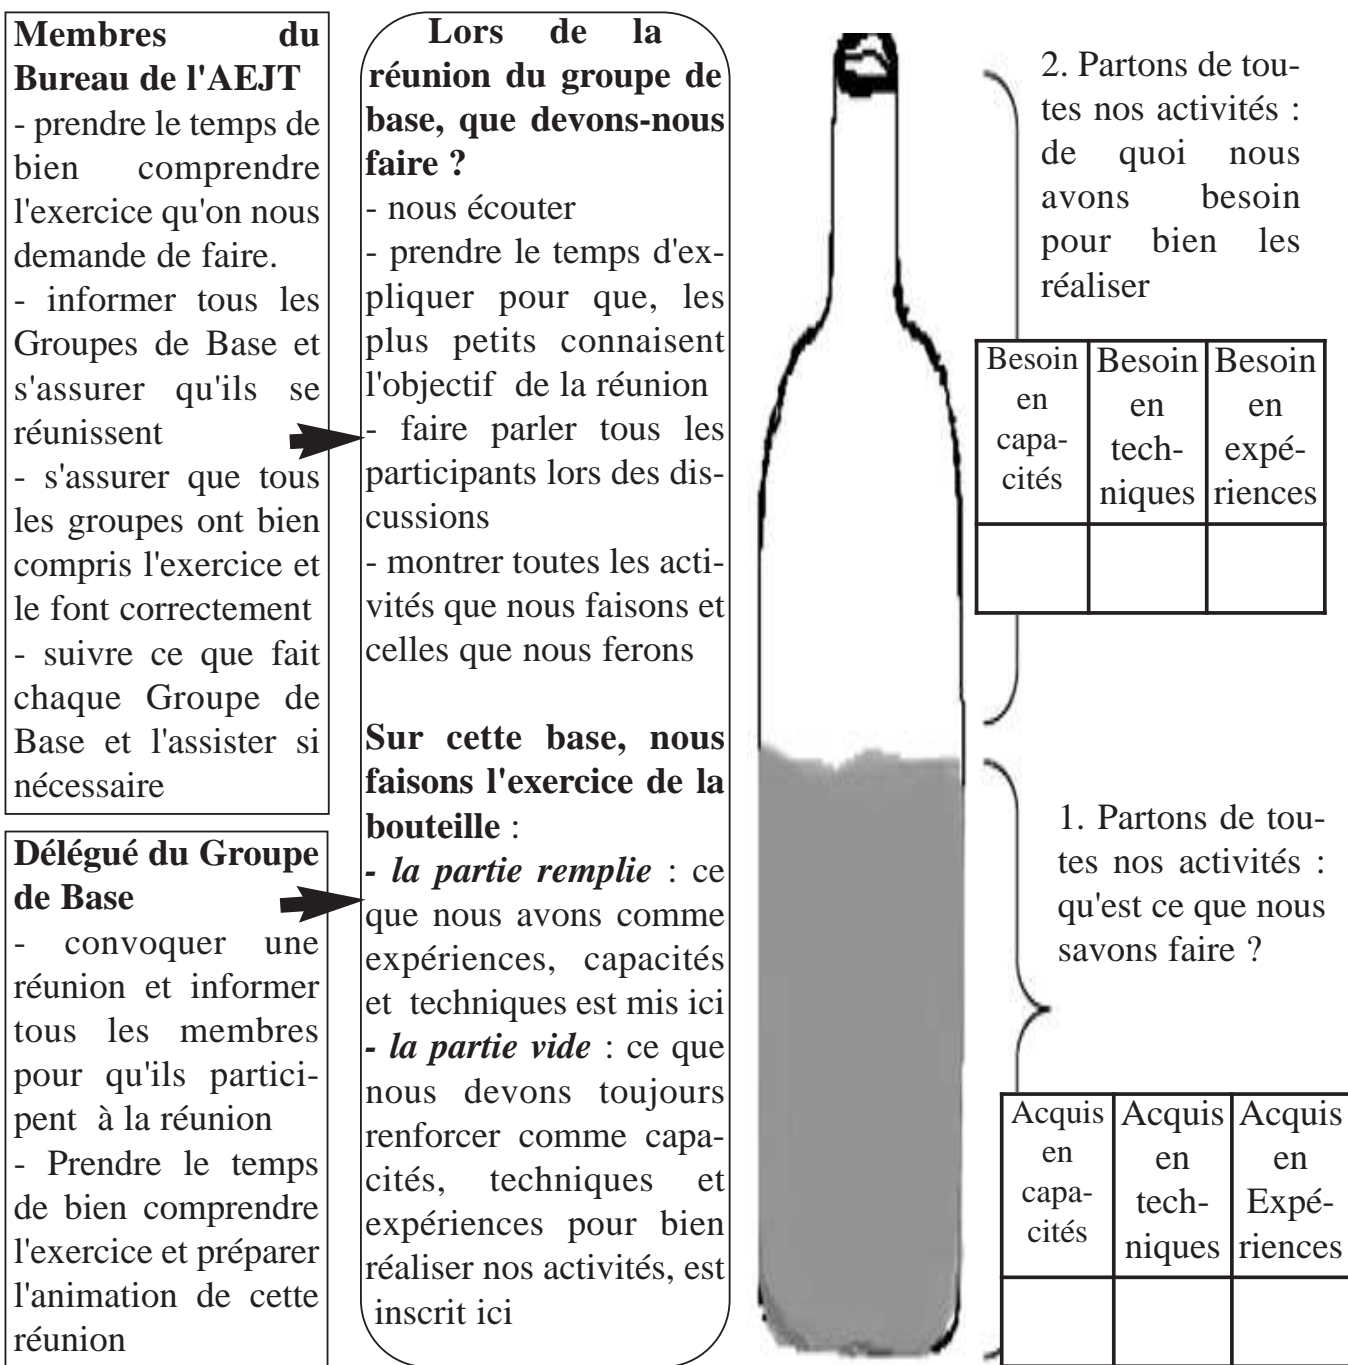 Membres du
Bureau de l'AEJT
- prendre le temps de
bien comprendre
l'exercice qu'on nous
demande de faire.
- informer tous les
Groupes de Base et
s'assurer qu'ils se
réunissent
- s'assurer que tous
les groupes ont bien
compris l'exercice et
le font correctement
- suivre ce que fait
chaque Groupe de
Base et l'assister si
nécessaire
Délégué du Groupe
de Base
- convoquer une
réunion et informer
tous les membres
pour qu'ils partici-
pent à la réunion
- Prendre le temps
de bien comprendre
l'exercice et préparer
l'animation de cette
réunion
Lors de la
réunion du groupe de
base, que devons-nous
faire ?
- nous écouter
- prendre le temps d'ex-
pliquer pour que, les
plus petits connaisent
l'objectif de la réunion
- faire parler tous les
participants lors des dis-
cussions
- montrer toutes les acti-
vités que nous faisons et
celles que nous ferons
Sur cette base, nous
faisons l'exercice de la
bouteille :
- la partie remplie : ce
que nous avons comme
expériences, capacités
et techniques est mis ici
- la partie vide : ce que
nous devons toujours
renforcer comme capa-
cités, techniques et
expériences pour bien
réaliser nos activités, est
inscrit ici
2. Partons de tou-
tes nos activités :
de quoi nous
avons besoin
pour bien les
réaliser
Besoin en capa-cités
Besoin en tech-niques
Besoin en expé-riences
1. Partons de tou-
tes nos activités :
qu'est ce que nous
savons faire ?
Acquis en capa-cités
Acquis en tech-niques
Acquis en Expé-riences